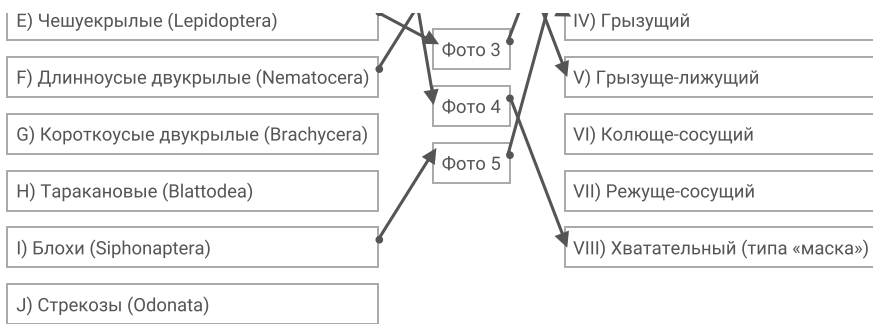 E) Чешуекрылые (Lepidoptera)
F) Длинноусые двукрылые (Nematocera)
G) Короткоусые двукрылые (Brachycera)
H) Таракановые (Blattodea)
I) Блохи (Siphonaptera)
J) Стрекозы (Odonata)
Фото 3
Фото 4
Фото 5
IV) Грызущий
V) Грызуще-лижущий
VI) Колюще-сосущий
VII) Режуще-сосущий
VIII) Хватательный (типа «маска»)